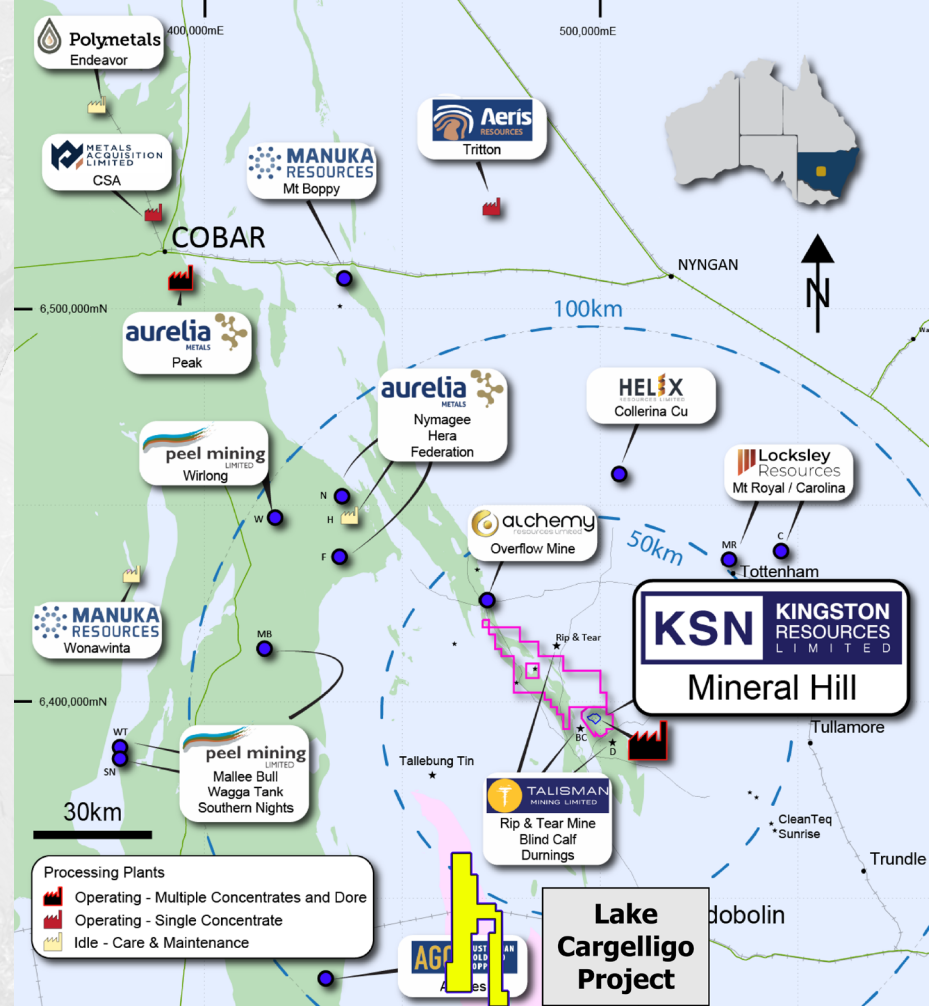 400,000mE
500,000mE
Polymetals
Endeavor
METALS
ACQUISITION
LIMITED
CSA
MANUKA
RESOURCES
Mt Boppy
Aeris
RESOURCES
Tritton
COBAR
NYNGAN
N
6,500,000mN
100km
aurelia
METALS
Peak
aurelia
METALS
Nymagee
Hera
Federation
HELIX
RESOURCES LIMITED
Collerina Cu
peel mining
LIMITED
Wirlong
Locksley
Resources
Mt Royal / Carolina
N
W
H
F
alchemy
resources limited
Overflow Mine
50km
MR
C
Tottenham
MANUKA
RESOURCES
Wonawinta
KSN
KINGSTON
RESOURCES
LIMITED
Mineral Hill
MB
Rip & Tear
6,400,000mN
WT
SN
peel mining
LIMITED
Mallee Bull
Wagga Tank
Southern Nights
BC
D
Tullamore
Tallebung Tin
30km
TALISMAN
MINING LIMITED
Rip & Tear Mine
Blind Calf
Durnings
CleanTeq
Sunrise
Trundle
Processing Plants
Operating - Multiple Concentrates and Dore
Operating - Single Concentrate
Idle - Care & Maintenance
Lake
Cargelligo
Project
dobolin